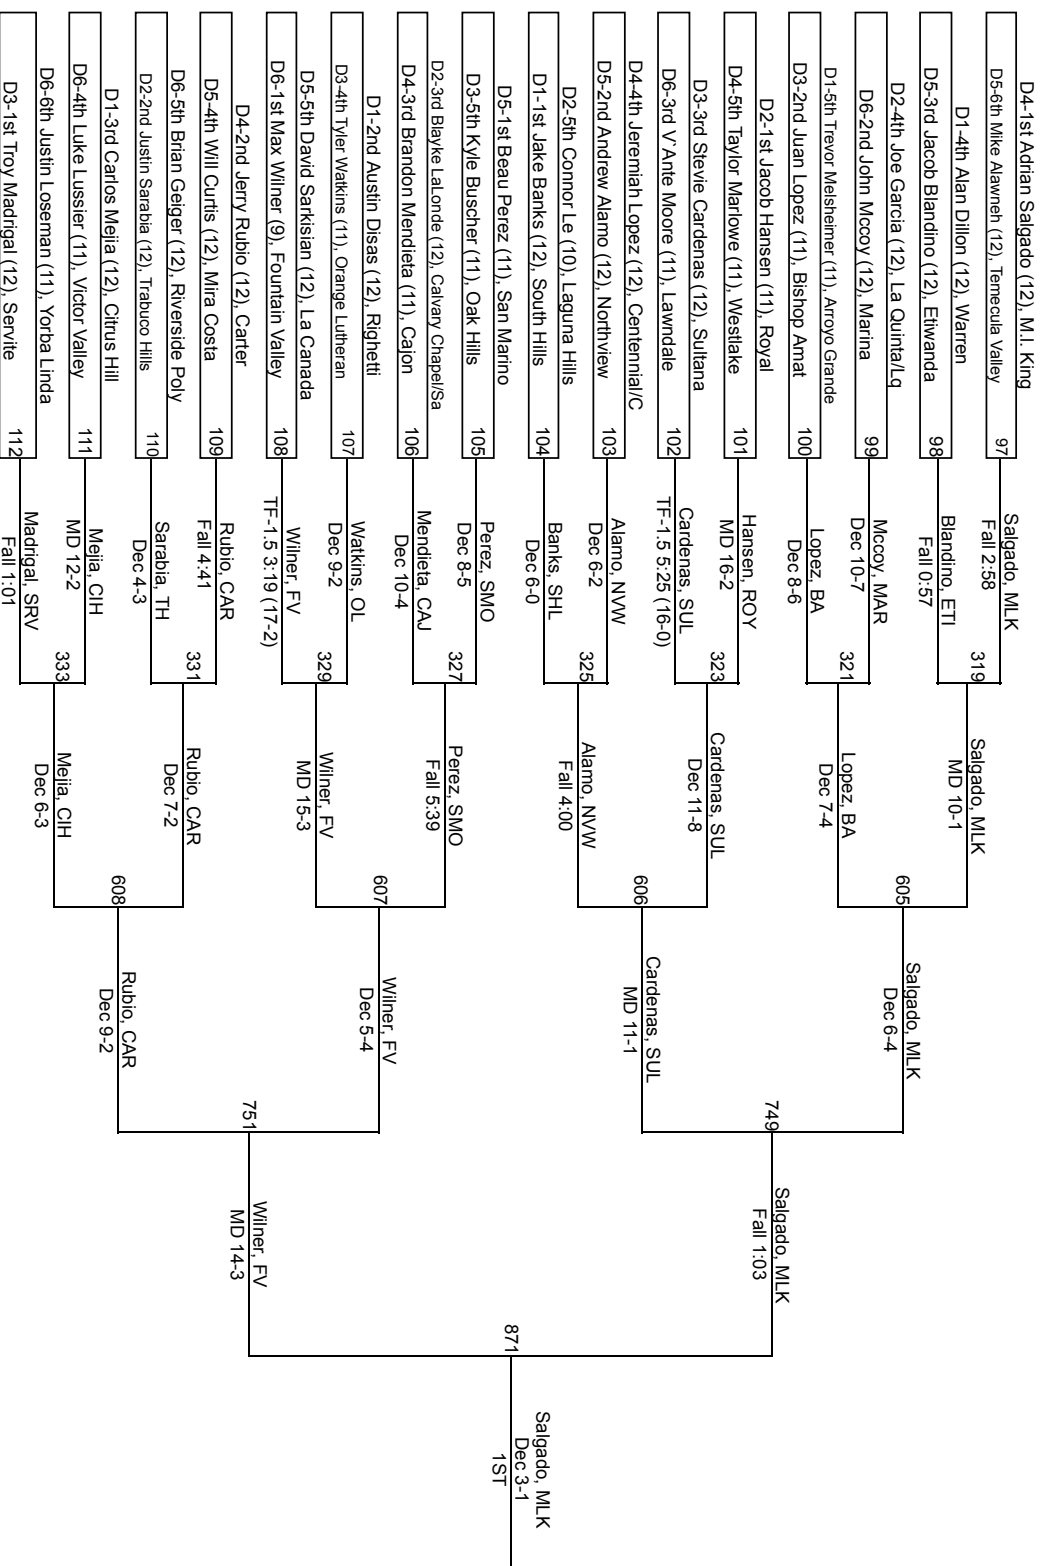 D4-1st Adrian Salgado (12), M.l. King
D5-6th Mike Alawneh (12), Temecula Valley
97
D1-4th Alan Dillon (12), Warren
D5-3rd Jacob Blandino (12), Etiwanda
98
D2-4th Joe Garcia (12), La Quinta/Lq
D6-2nd John Mccoy (12), Marina
99
D1-5th Trevor Melsheimer (11), Arroyo Grande
D3-2nd Juan Lopez (11), Bishop Amat
100
D2-1st Jacob Hansen (11), Royal
D4-5th Taylor Marlowe (11), Westlake
101
D3-3rd Stevie Cardenas (12), Sultana
D6-3rd V`Ante Moore (11), Lawndale
102
D4-4th Jeremiah Lopez (12), Centennial/C
D5-2nd Andrew Alamo (12), Northview
103
D2-5th Connor Le (10), Laguna Hills
D1-1st Jake Banks (12), South Hills
104
D5-1st Beau Perez (11), San Marino
D3-5th Kyle Buscher (11), Oak Hills
105
D2-3rd Blayke LaLonde (12), Calvary Chapel/Sa
D4-3rd Brandon Mendieta (11), Cajon
106
D1-2nd Austin Disas (12), Righetti
D3-4th Tyler Watkins (11), Orange Lutheran
107
D5-5th David Sarkisian (12), La Canada
D6-1st Max Wilner (9), Fountain Valley
108
D4-2nd Jerry Rubio (12), Carter
D5-4th Will Curtis (12), Mira Costa
109
D6-5th Brian Geiger (12), Riverside Poly
D2-2nd Justin Sarabia (12), Trabuco Hills
110
D1-3rd Carlos Mejia (12), Citrus Hill
D6-4th Luke Lussier (11), Victor Valley
111
D6-6th Justin Loseman (11), Yorba Linda
D3-1st Troy Madrigal (12), Servite
112
Salgado, MLK
Fall 2:58
Blandino, ETI
Fall 0:57
319
Mccoy, MAR
Dec 10-7
Lopez, BA
Dec 8-6
321
Hansen, ROY
MD 16-2
Cardenas, SUL
TF-1.5 5:25 (16-0)
323
Alamo, NVW
Dec 6-2
Banks, SHL
Dec 6-0
325
Perez, SMO
Dec 8-5
Mendieta, CAJ
Dec 10-4
327
Watkins, OL
Dec 9-2
Wilner, FV
TF-1.5 3:19 (17-2)
329
Rubio, CAR
Fall 4:41
Sarabia, TH
Dec 4-3
331
Mejia, CIH
MD 12-2
Madrigal, SRV
Fall 1:01
333
Salgado, MLK
MD 10-1
Lopez, BA
Dec 7-4
605
Cardenas, SUL
Dec 11-8
Alamo, NVW
Fall 4:00
606
Perez, SMO
Fall 5:39
Wilner, FV
MD 15-3
607
Rubio, CAR
Dec 7-2
Mejia, CIH
Dec 6-3
608
Salgado, MLK
Dec 6-4
Cardenas, SUL
MD 11-1
749
Wilner, FV
Dec 5-4
Rubio, CAR
Dec 9-2
751
Salgado, MLK
Fall 1:03
Wilner, FV
MD 14-3
871
Salgado, MLK
Dec 3-1
1ST